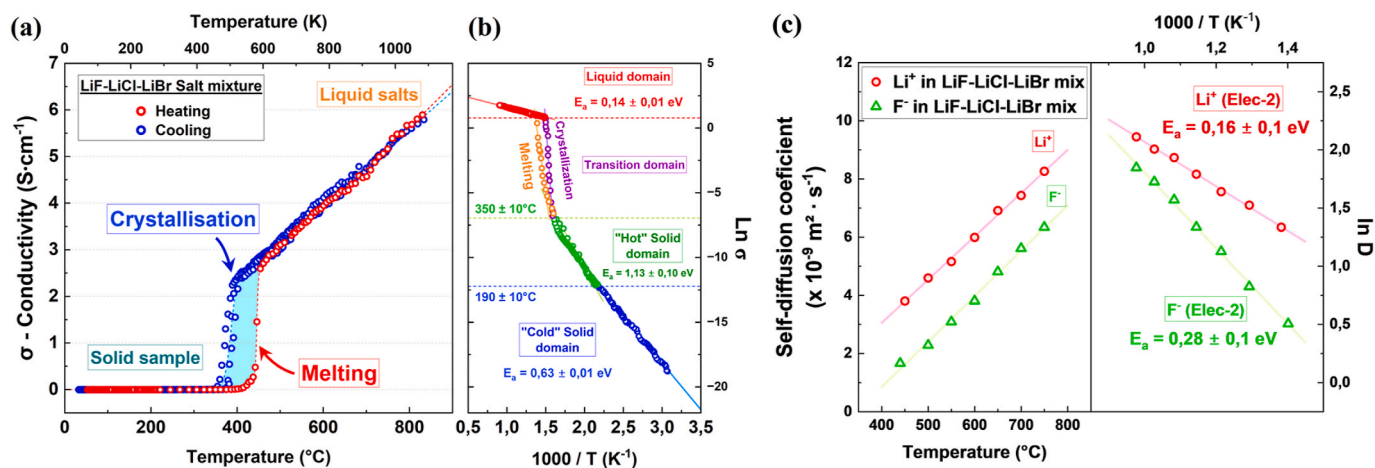 (a)
Temperature (K)
0 200 400 600 800 1000
σ - Conductivity (S·cm⁻¹)
7
6
5
4
3
2
1
0
LiF-LiCl-LiBr Salt mixture
Heating
Cooling
Liquid salts
Crystallisation
Solid sample
Melting
0 200 400 600 800
Temperature (°C)
(b)
Liquid domain
Eₐ = 0,14 ± 0,01 eV
Melting
Crystallization
Transition domain
350 ± 10°C
"Hot" Solid
domain
Eₐ = 1,13 ± 0,10 eV
190 ± 10°C
"Cold" Solid
domain
Eₐ = 0,63 ± 0,01 eV
5
0
−5
−10
−15
−20
Ln σ
0,5 1,0 1,5 2,0 2,5 3,0 3,5
1000 / T (K⁻¹)
(c)
Self-diffusion coeficient
(x 10⁻⁹ m² · s⁻¹)
12
10
8
6
4
2
0
Li⁺ in LiF-LiCl-LiBr mix
F⁻ in LiF-LiCl-LiBr mix
Li⁺
F⁻
400 500 600 700 800
Temperature (°C)
1000 / T (K⁻¹)
1,0 1,2 1,4
Li⁺ (Elec-2)
Eₐ = 0,16 ± 0,1 eV
F⁻ (Elec-2)
Eₐ = 0,28 ± 0,1 eV
2,5
2,0
1,5
1,0
0,5
0,0
ln D